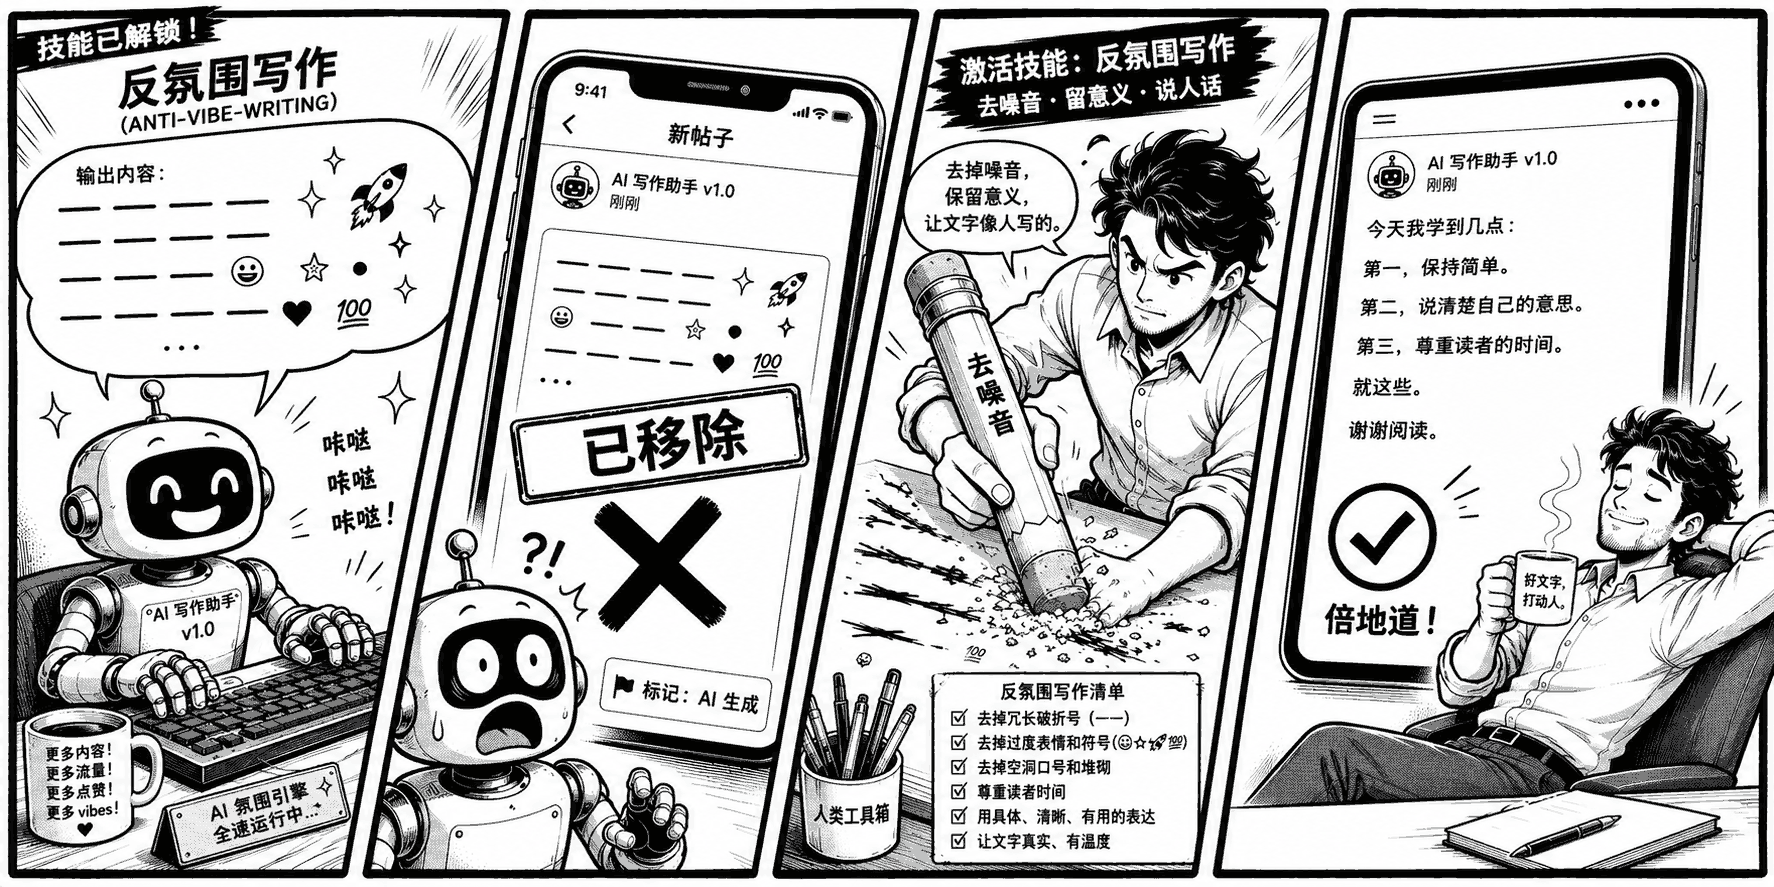 技能已解锁！
反氛围写作
(ANTI-VIBE-WRITING)
输出内容：
100
...
咔哒
咔哒
咔哒！
AI 写作助手
v1.0
更多内容！
更多流量！
更多点赞！
更多 vibes！
AI 氛围引擎
全速运行中...
9:41
新帖子
AI 写作助手 v1.0
刚刚
100
...
已移除
?!
标记：AI 生成
激活技能：反氛围写作
去噪音·留意义·说人话
去掉噪音，
保留意义，
让文字像人写的。
去噪音
100
人类工具箱
反氛围写作清单
去掉冗长破折号（——）
去掉过度表情和符号(😀☆🚀💯)
去掉空洞口号和堆砌
尊重读者时间
用具体、清晰、有用的表达
让文字真实、有温度
AI 写作助手 v1.0
刚刚
今天我学到几点：
第一，保持简单。
第二，说清楚自己的意思。
第三，尊重读者的时间。
就这些。
谢谢阅读。
倍地道！
好文字，
打动人。